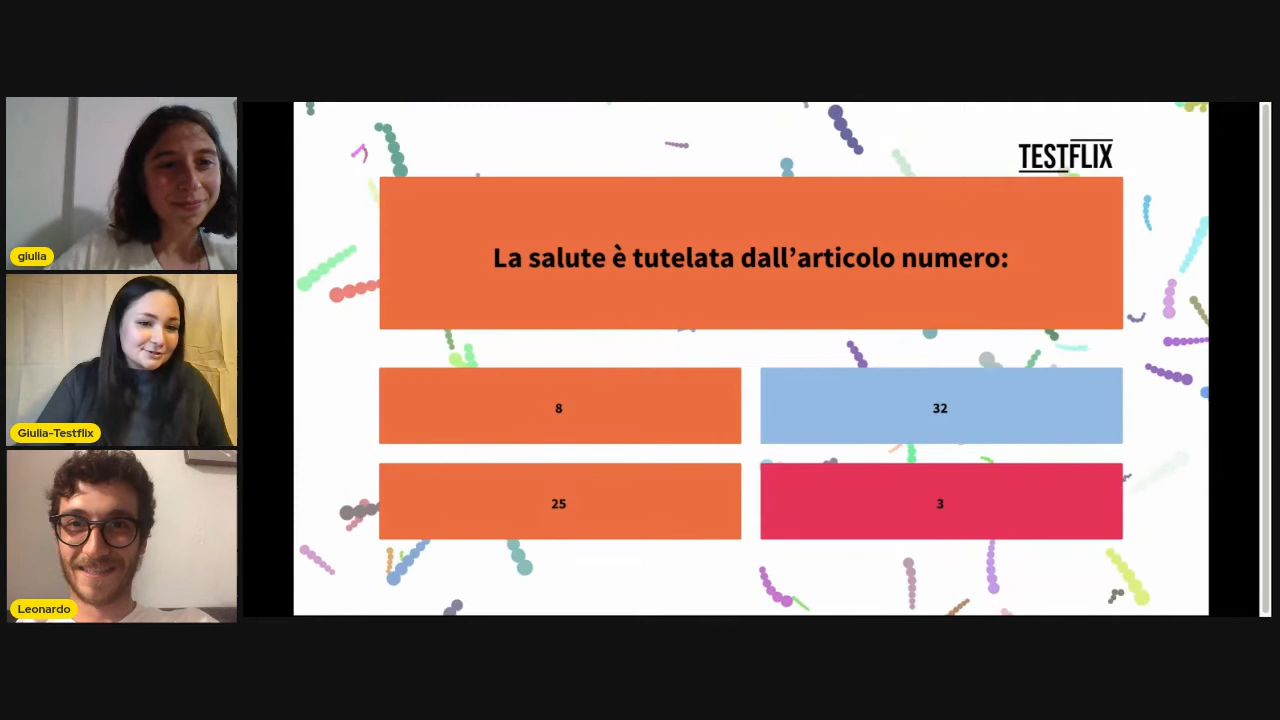 giulia
Giulia-Testflix
Leonardo
TESTFLIX
La salute è tutelata dall’articolo numero:
8
32
25
3